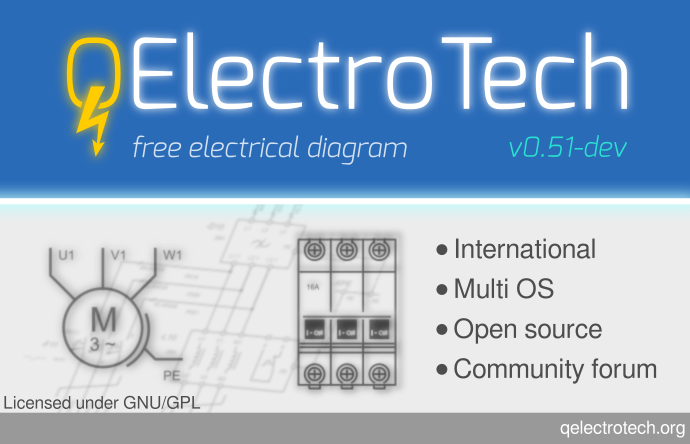 QElectroTech
free electrical diagram
v0.51-dev
U1
V1
W1
M
3 ~
PE
16A
• International
• Multi OS
• Open source
• Community forum
Licensed under GNU/GPL
qelectrotech.org